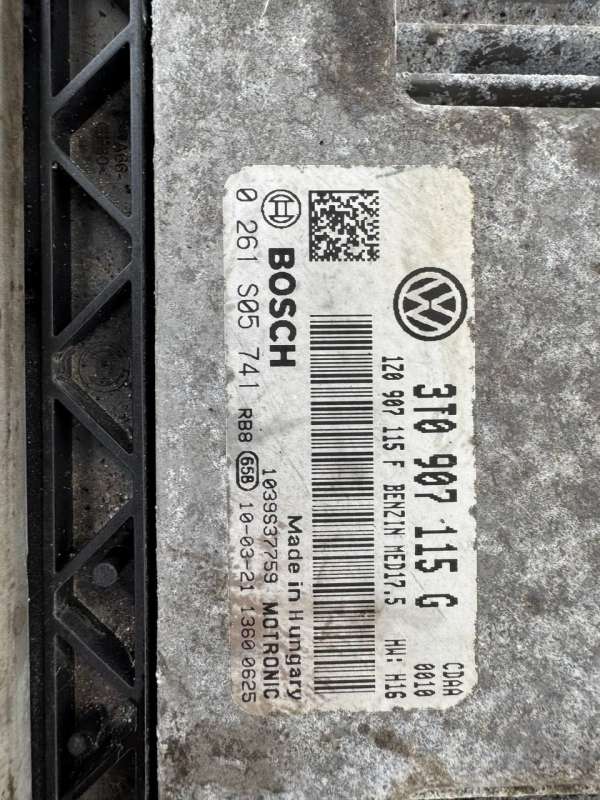 3T0 907 115 G
CDAA
0010
1Z0 907 115 F BENZIN MED17.5 HW: H16
BOSCH
Made in Hungary
1039S37759 MOTRONIC
0 261 S05 741 RB8 65B 10-03-21 1360 0625